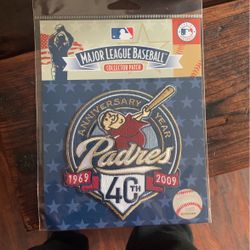 MAJOR LEAGUE BASEBALL
COLLECTOR PATCH
ANNIVERSARY YEAR
Padres
1969 2009
40TH